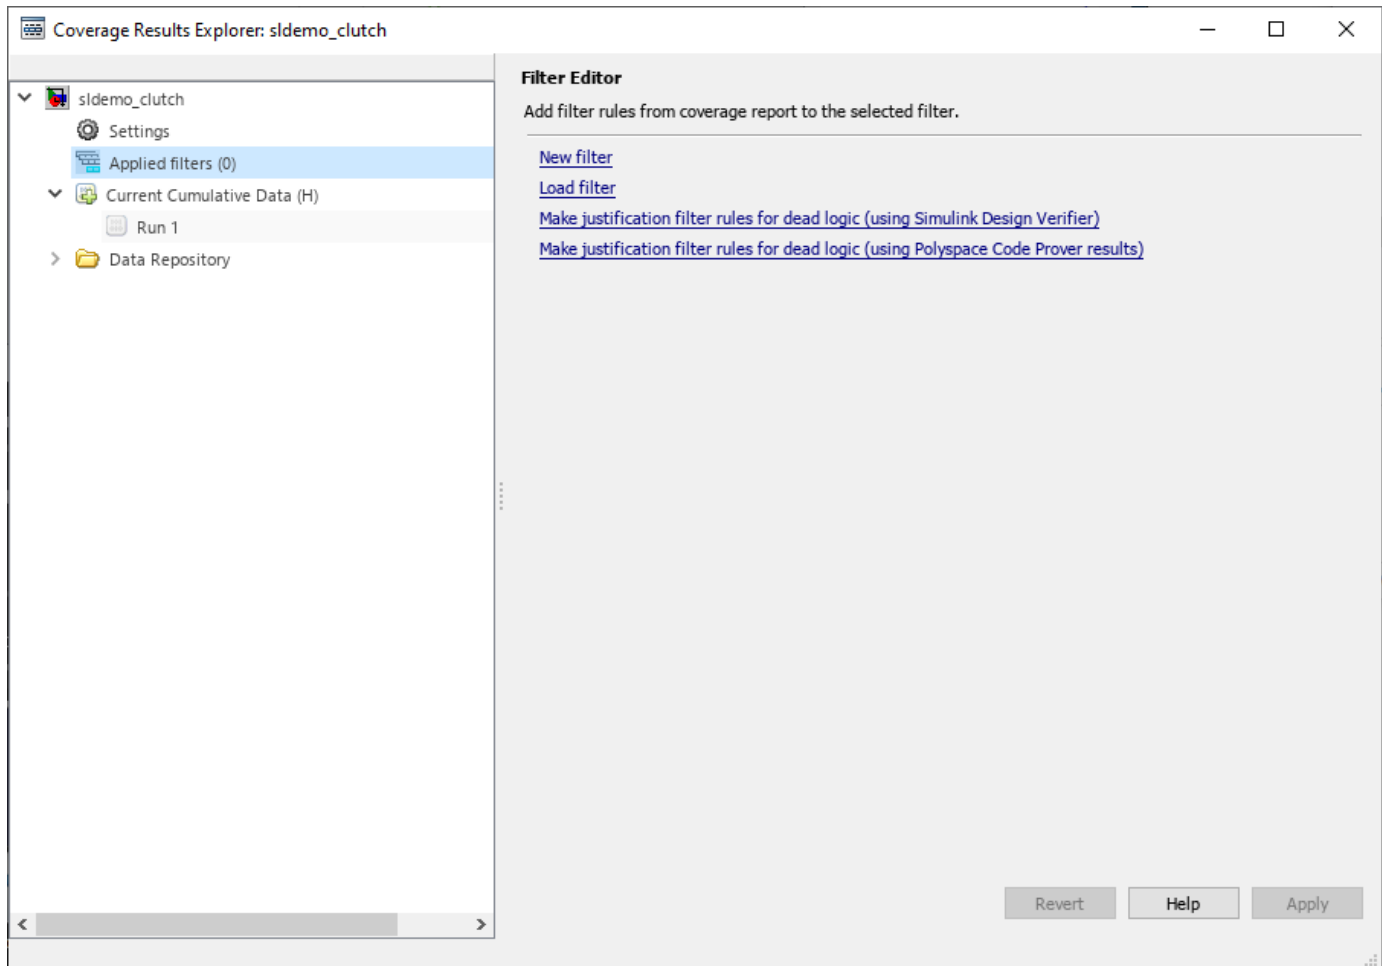 Coverage Results Explorer: sldemo_clutch
sldemo_clutch
Settings
Applied filters (0)
Current Cumulative Data (H)
Run 1
Data Repository
Filter Editor
Add filter rules from coverage report to the selected filter.
New filter
Load filter
Make justification filter rules for dead logic (using Simulink Design Verifier)
Make justification filter rules for dead logic (using Polyspace Code Prover results)
Revert
Help
Apply